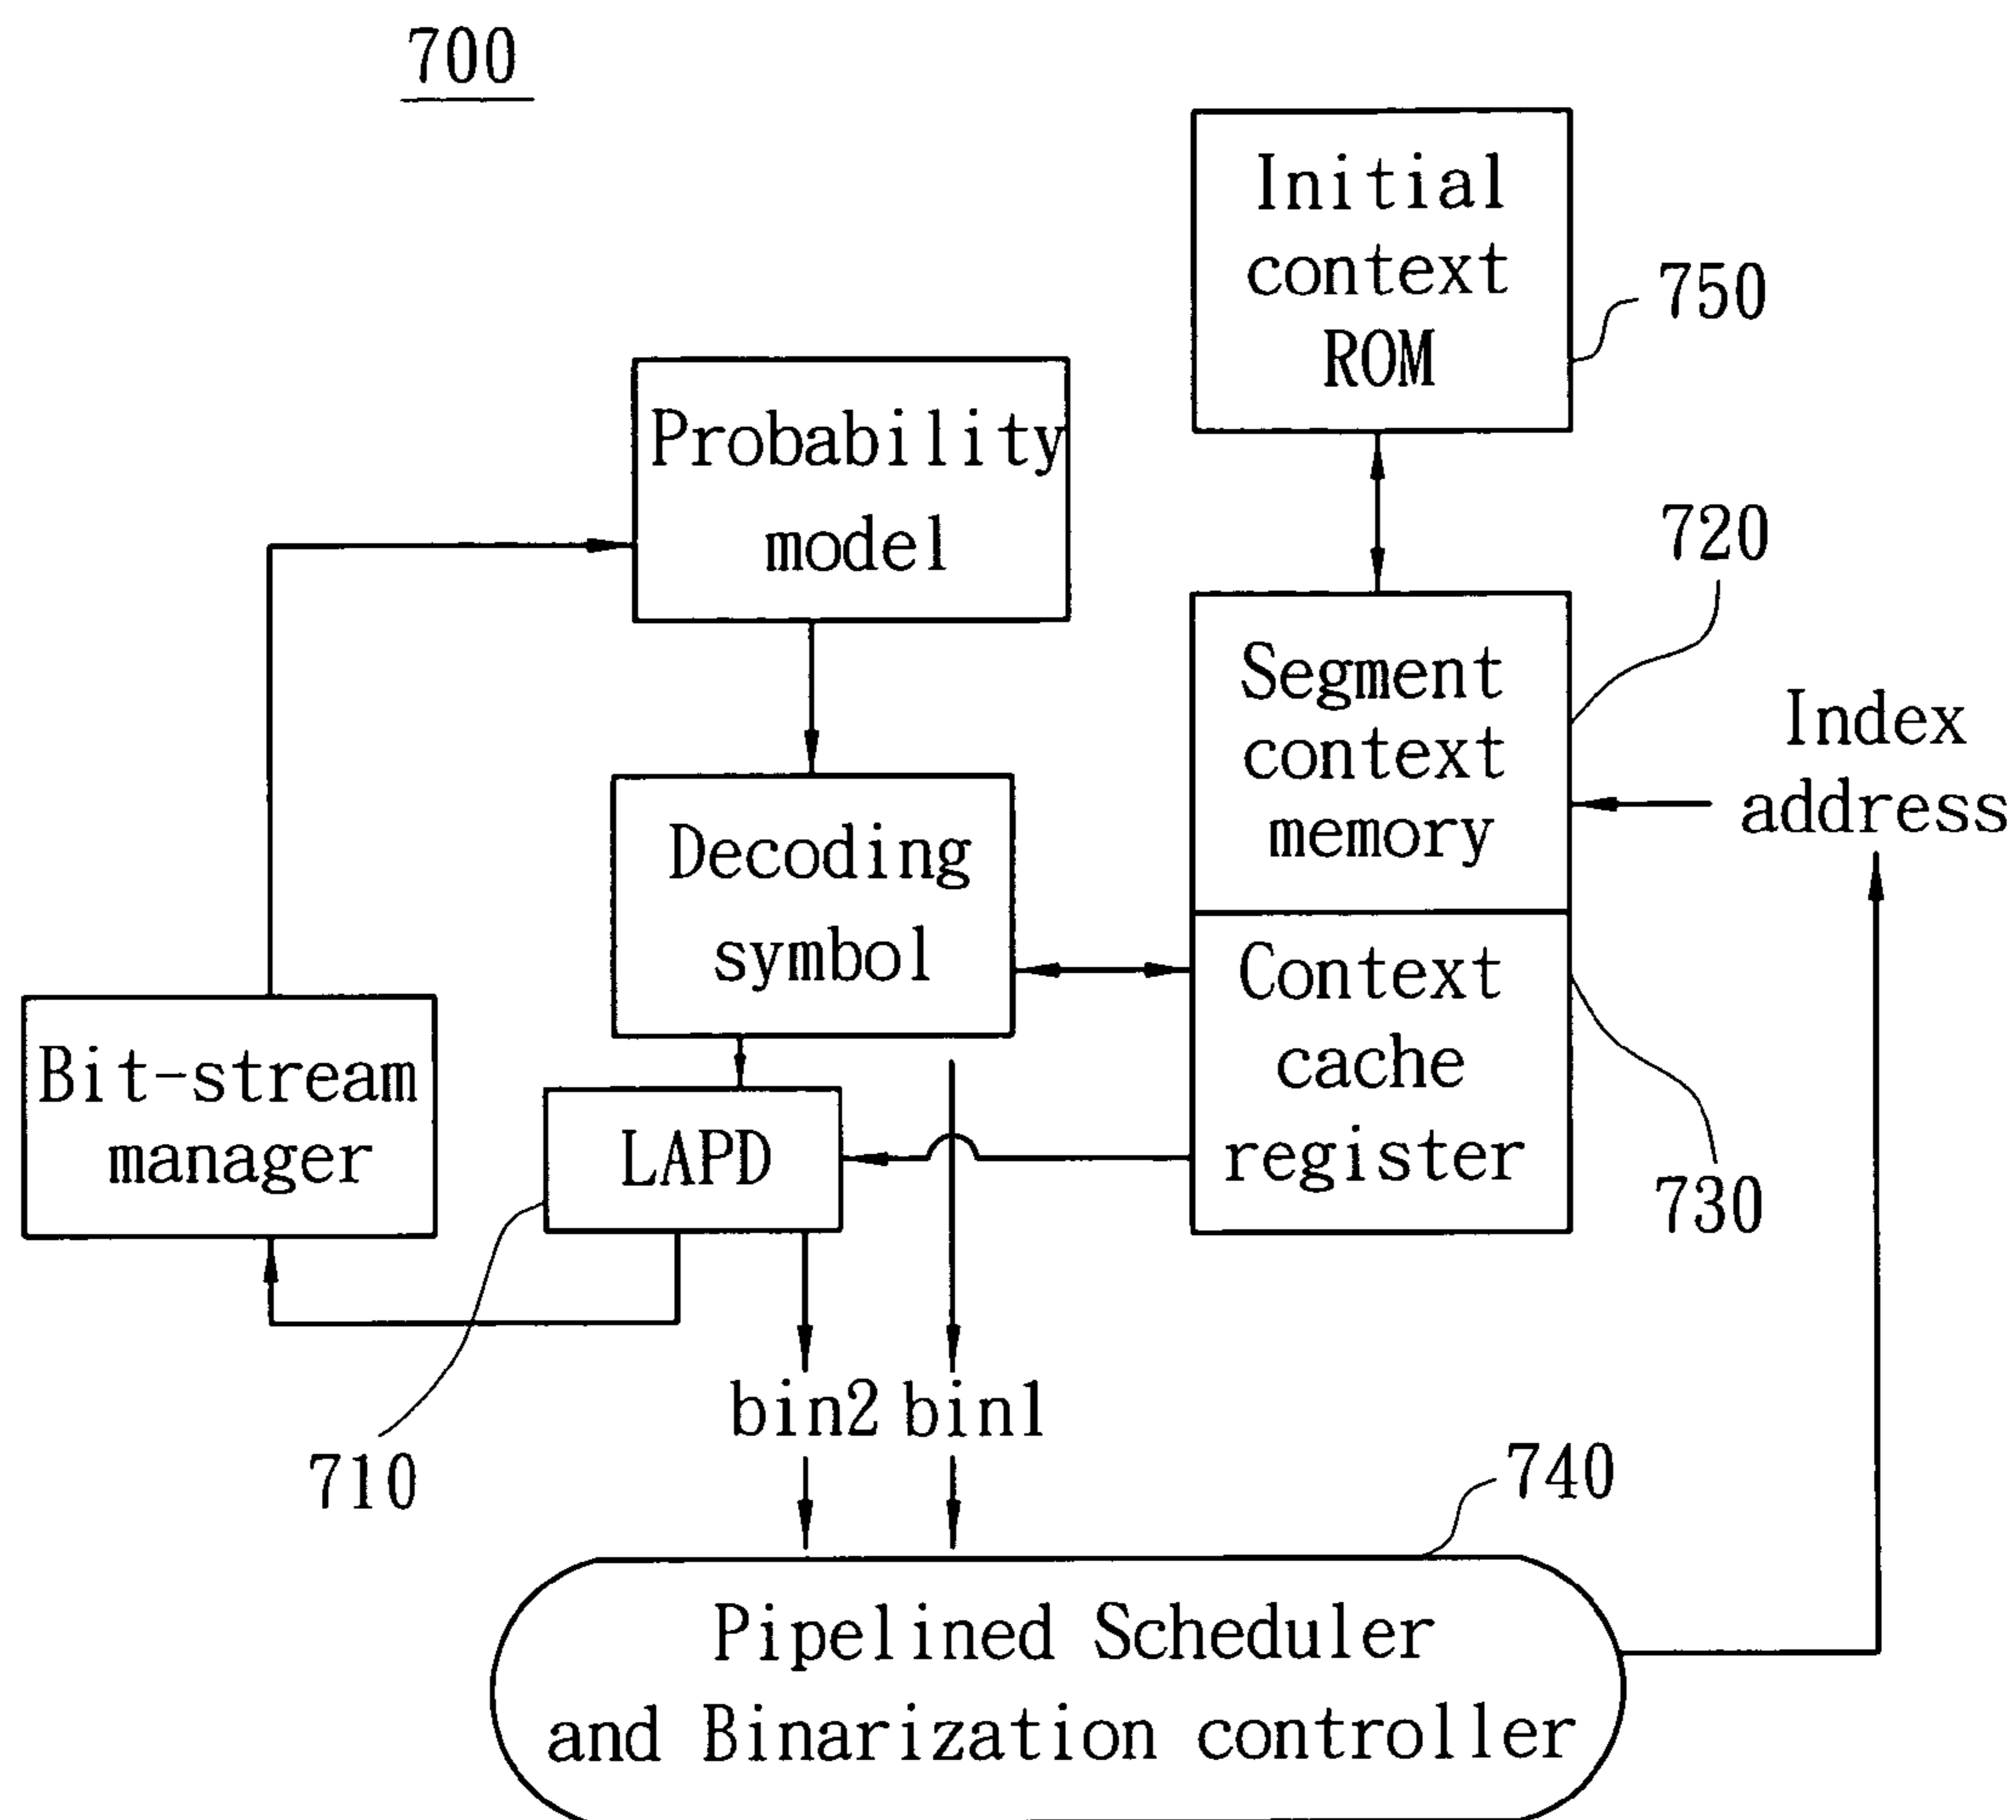 700
Initial
context
ROM
750
Probability
model
720
Segment
context
memory
Index
address
Decoding
symbol
Context
cache
register
730
Bit-stream
manager
LAPD
710
bin2 bin1
740
Pipelined Scheduler
and Binarization controller